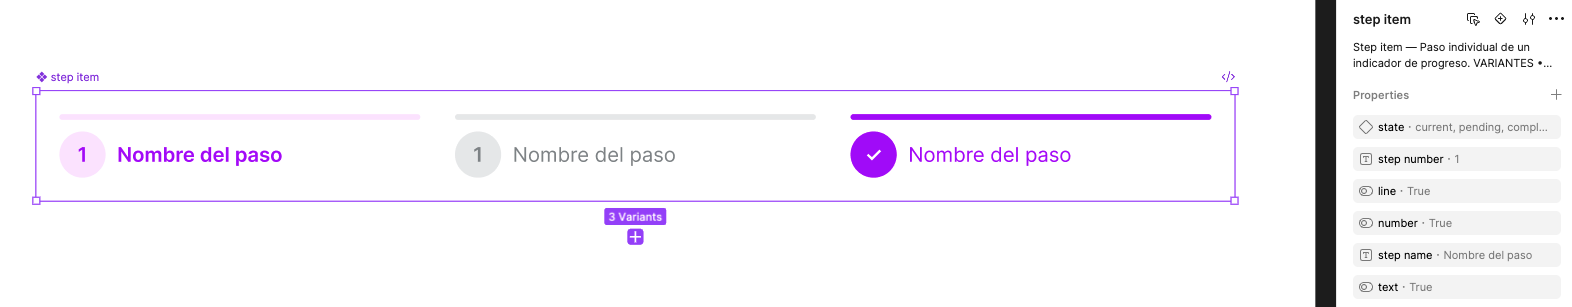 step item
1 Nombre del paso
1 Nombre del paso
Nombre del paso
3 Variants
step item
Step item — Paso individual de un
indicador de progreso. VARIANTES •...
Properties
state · current, pending, compl...
step number · 1
line · True
number · True
step name · Nombre del paso
text · True